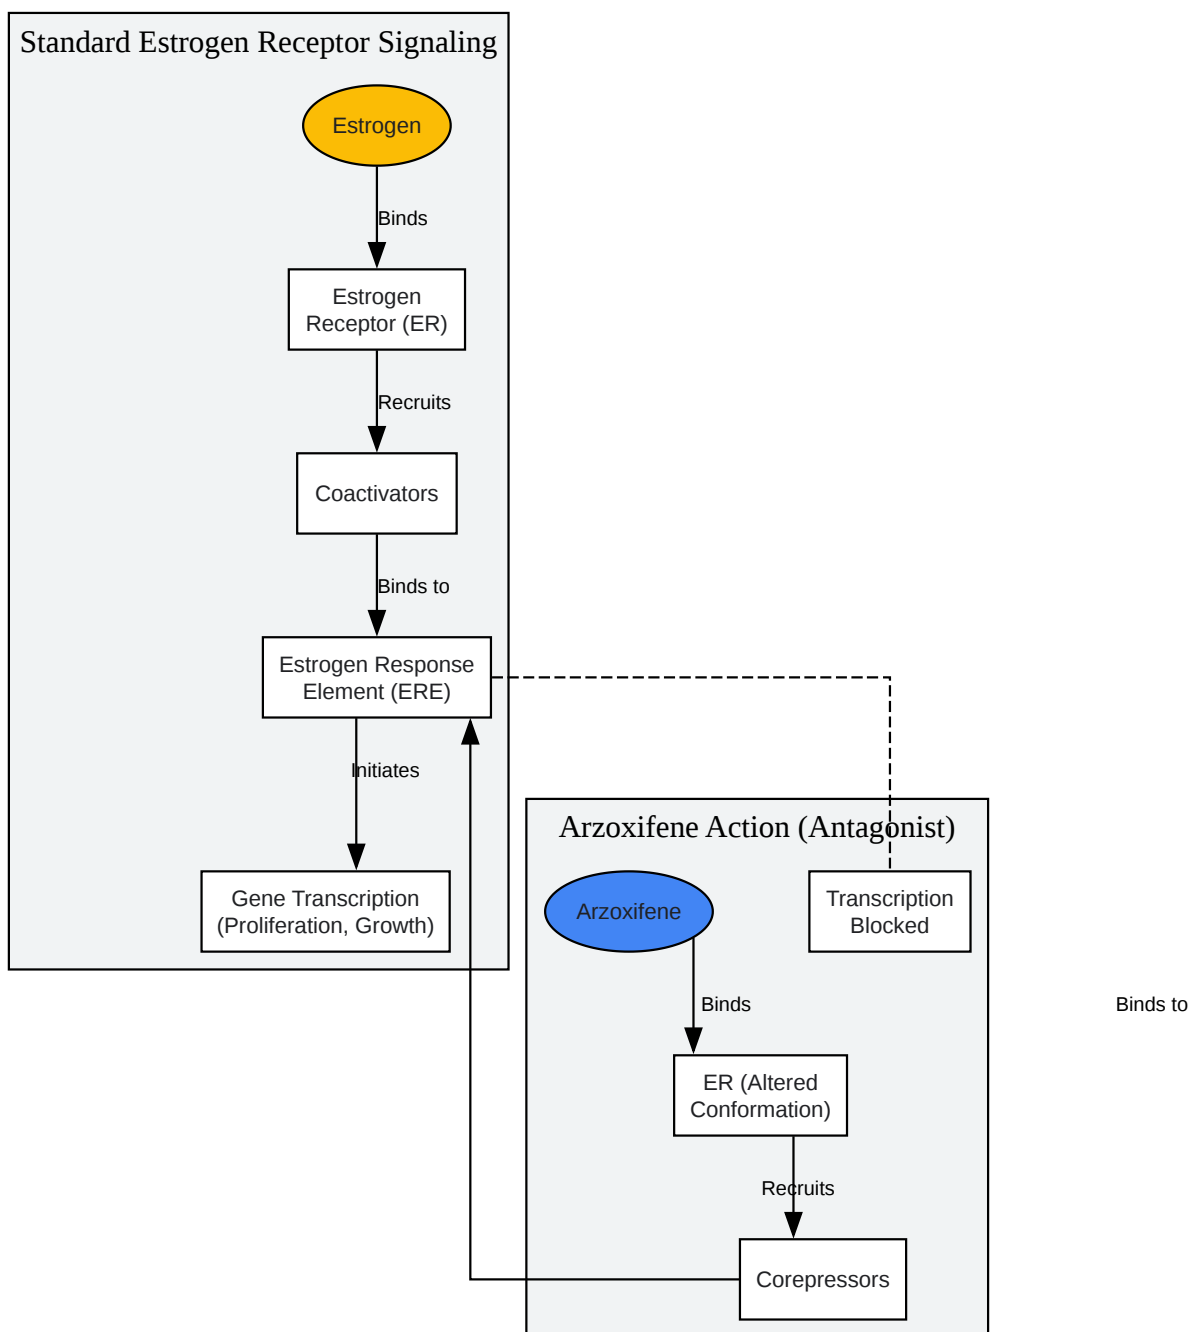 Standard Estrogen Receptor Signaling
Estrogen
Binds
Estrogen
Receptor (ER)
Recruits
Coactivators
Binds to
Estrogen Response
Element (ERE)
Initiates
Gene Transcription
(Proliferation, Growth)
Arzoxifene Action (Antagonist)
Arzoxifene
Transcription
Blocked
Binds
Binds to
ER (Altered
Conformation)
Recruits
Corepressors